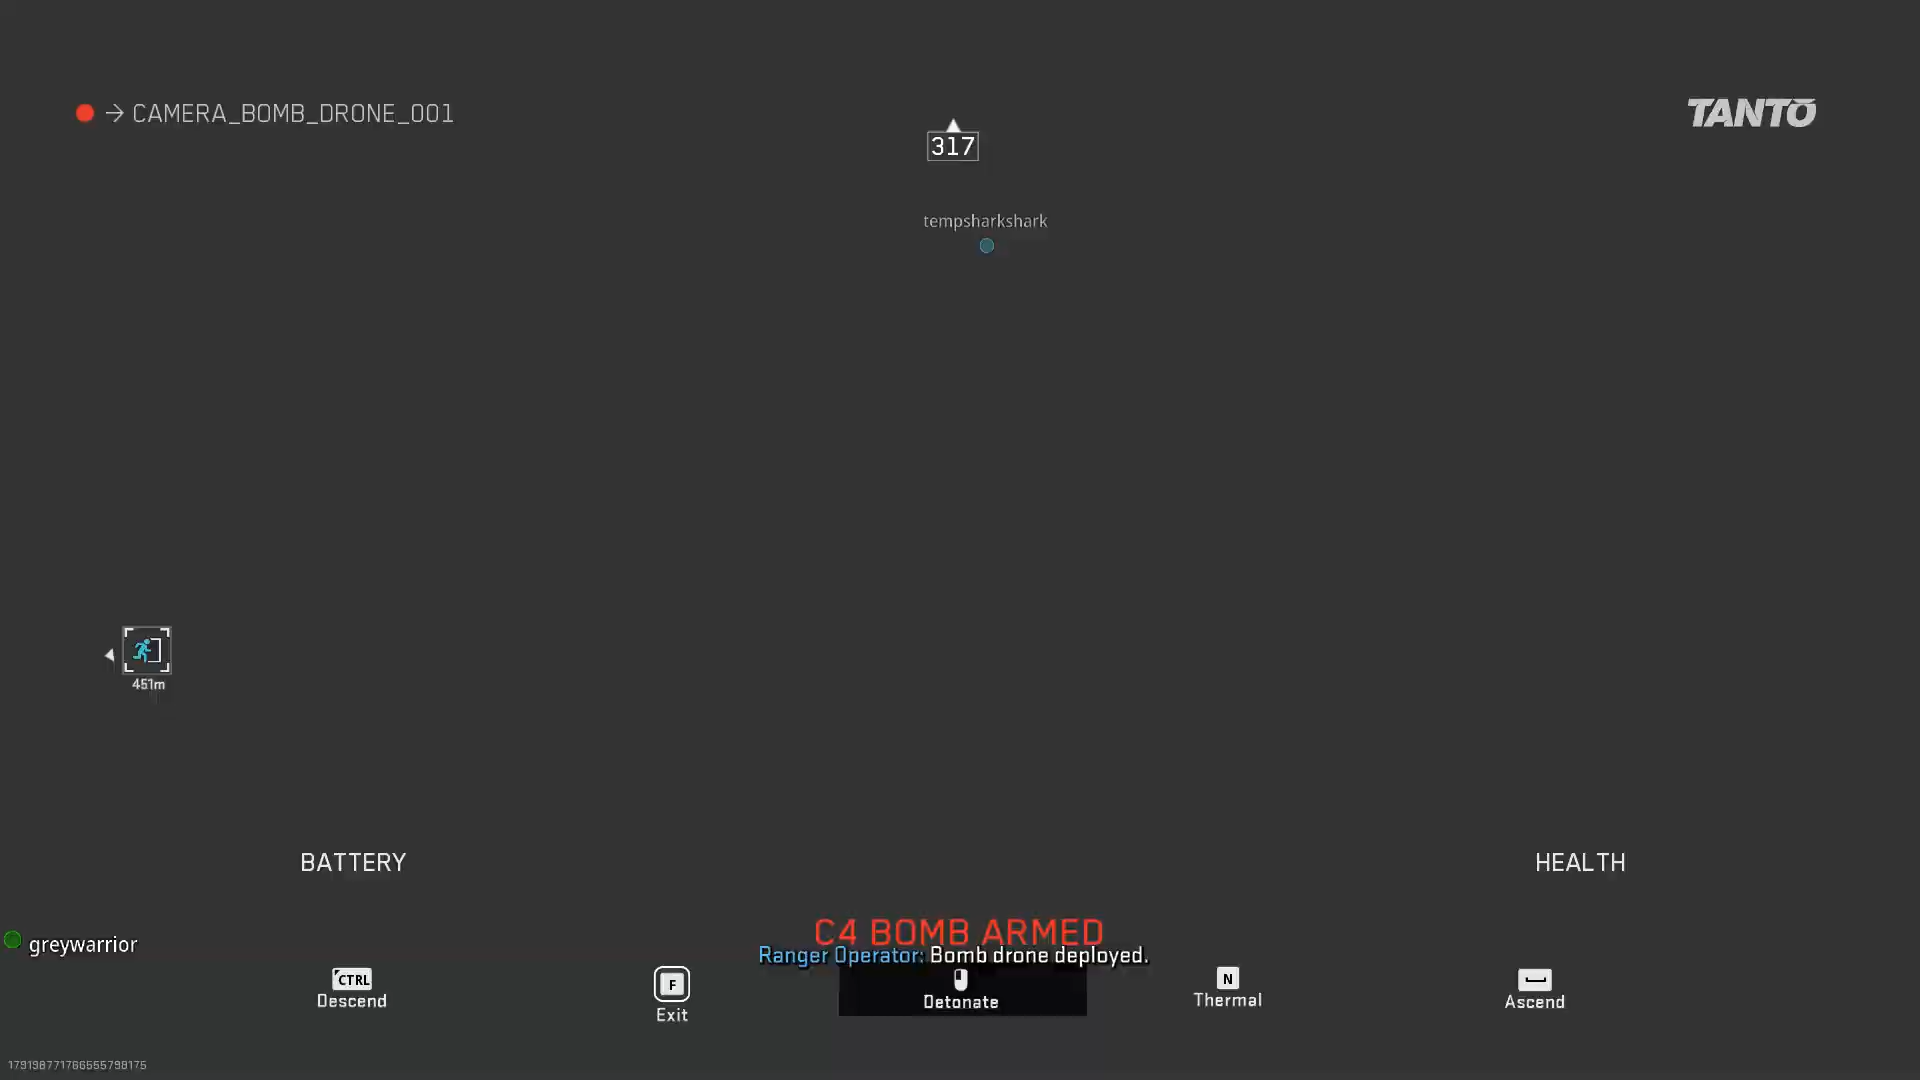 → CAMERA_BOMB_DRONE_001
TANTO
317
tempsharkshark
451m
BATTERY
HEALTH
C4 BOMB ARMED
greywarrior
Ranger Operator: Bomb drone deployed.
CTRL
Descend
F
Exit
Detonate
N
Thermal
Ascend
179198771766555798175